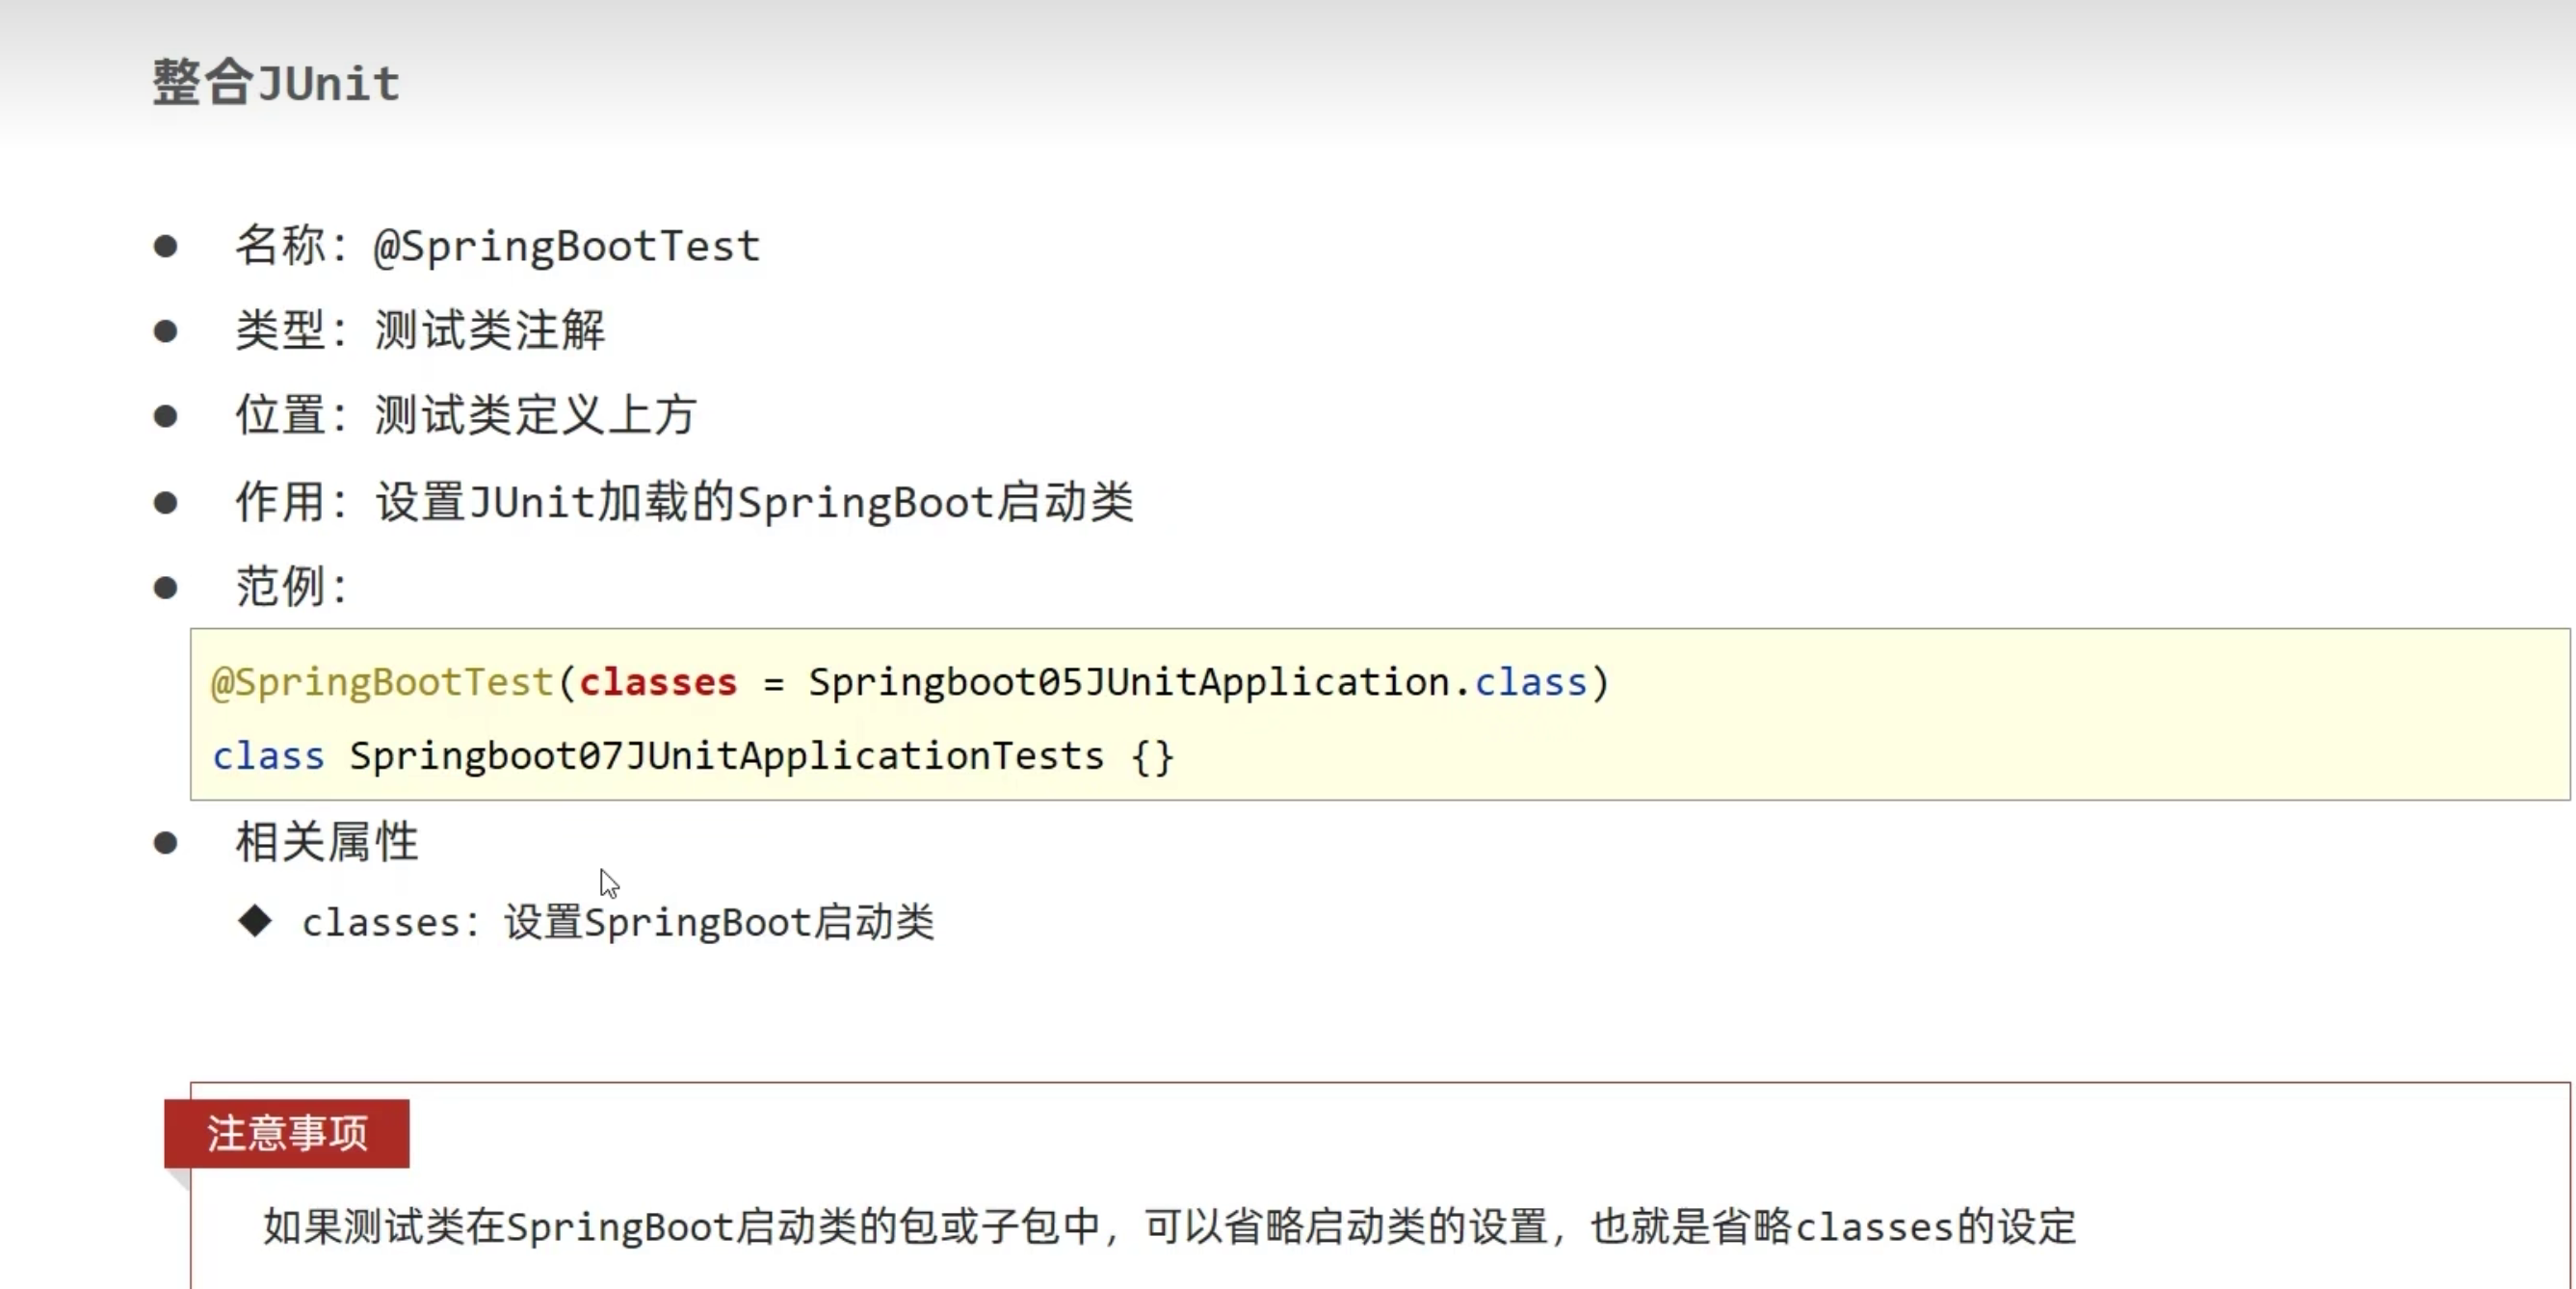 整合JUnit
● 名称：@SpringBootTest
● 类型：测试类注解
● 位置：测试类定义上方
● 作用：设置JUnit加载的SpringBoot启动类
● 范例：
@SpringBootTest(classes = Springboot05JUnitApplication.class)
class Springboot07JUnitApplicationTests {}
● 相关属性
◆ classes：设置SpringBoot启动类
注意事项
如果测试类在SpringBoot启动类的包或子包中，可以省略启动类的设置，也就是省略classes的设定